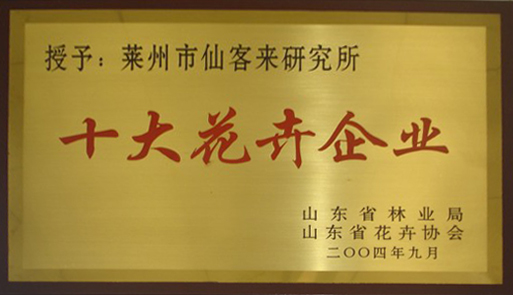 授予：莱州市仙客来研究所
十大花卉企业
山东省林业局
山东省花卉协会
二〇〇四年九月